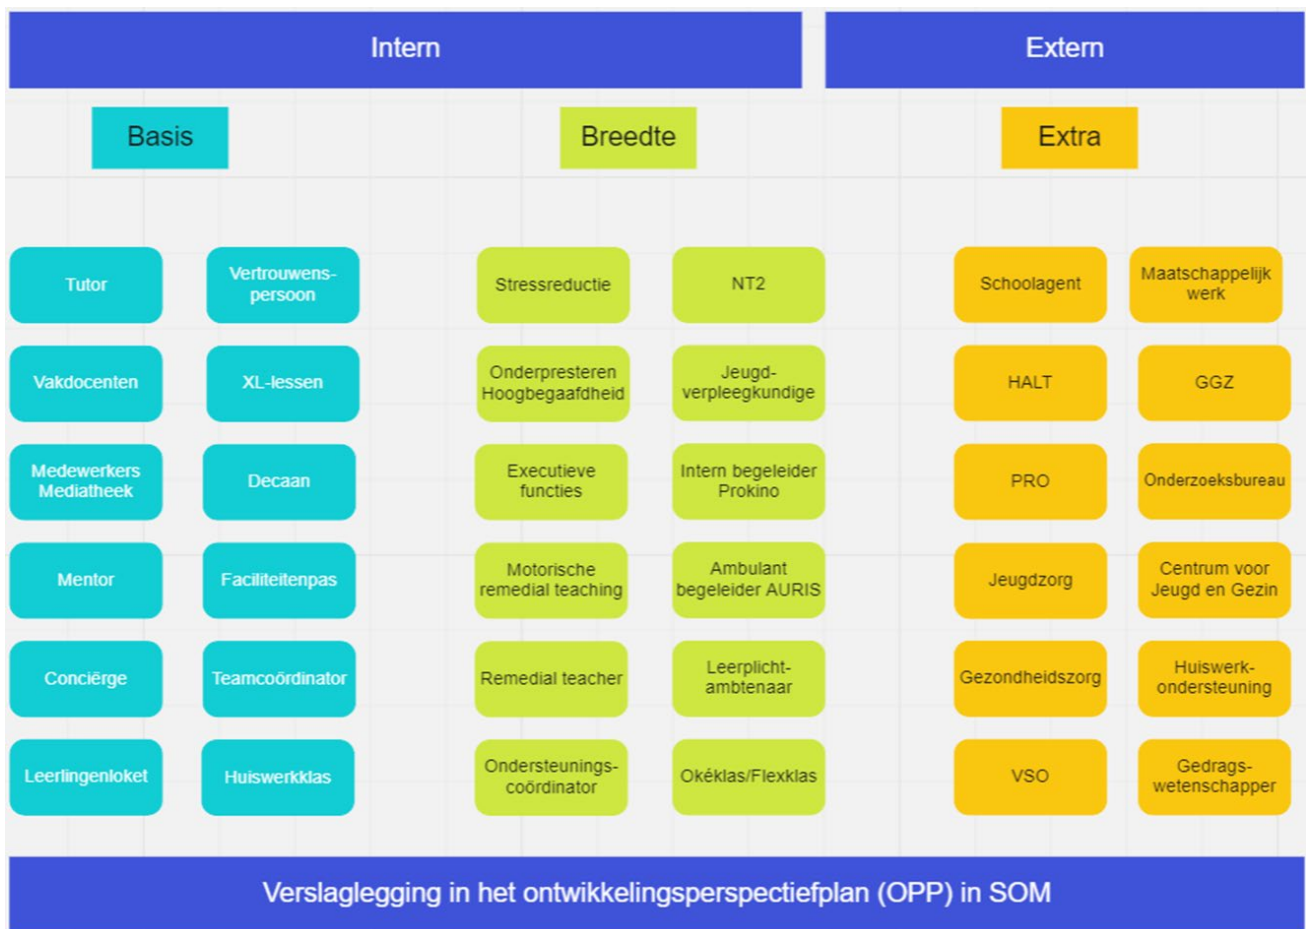 Intern
Extern
Basis
Breedte
Extra
Tutor
Vertrouwens-
persoon
Stressreductie
NT2
Schoolagent
Maatschappelijk
werk
Vakdocenten
XL-lessen
Onderpresteren
Hoogbegaafdheid
Jeugd-
verpleegkundige
HALT
GGZ
Medewerkers
Mediatheek
Decaan
Executieve
functies
Intern begeleider
Prokino
PRO
Onderzoeksbureau
Mentor
Faciliteitenpas
Motorische
remedial teaching
Ambulant
begeleider AURIS
Jeugdzorg
Centrum voor
Jeugd en Gezin
Conciërge
Teamcoördinator
Remedial teacher
Leerplicht-
ambtenaar
Gezondheidszorg
Huiswerk-
ondersteuning
Leerlingenloket
Huiswerkklas
Ondersteunings-
coördinator
Okéklas/Flexklas
VSO
Gedrags-
wetenschapper
Verslaglegging in het ontwikkelingsperspectiefplan (OPP) in SOM